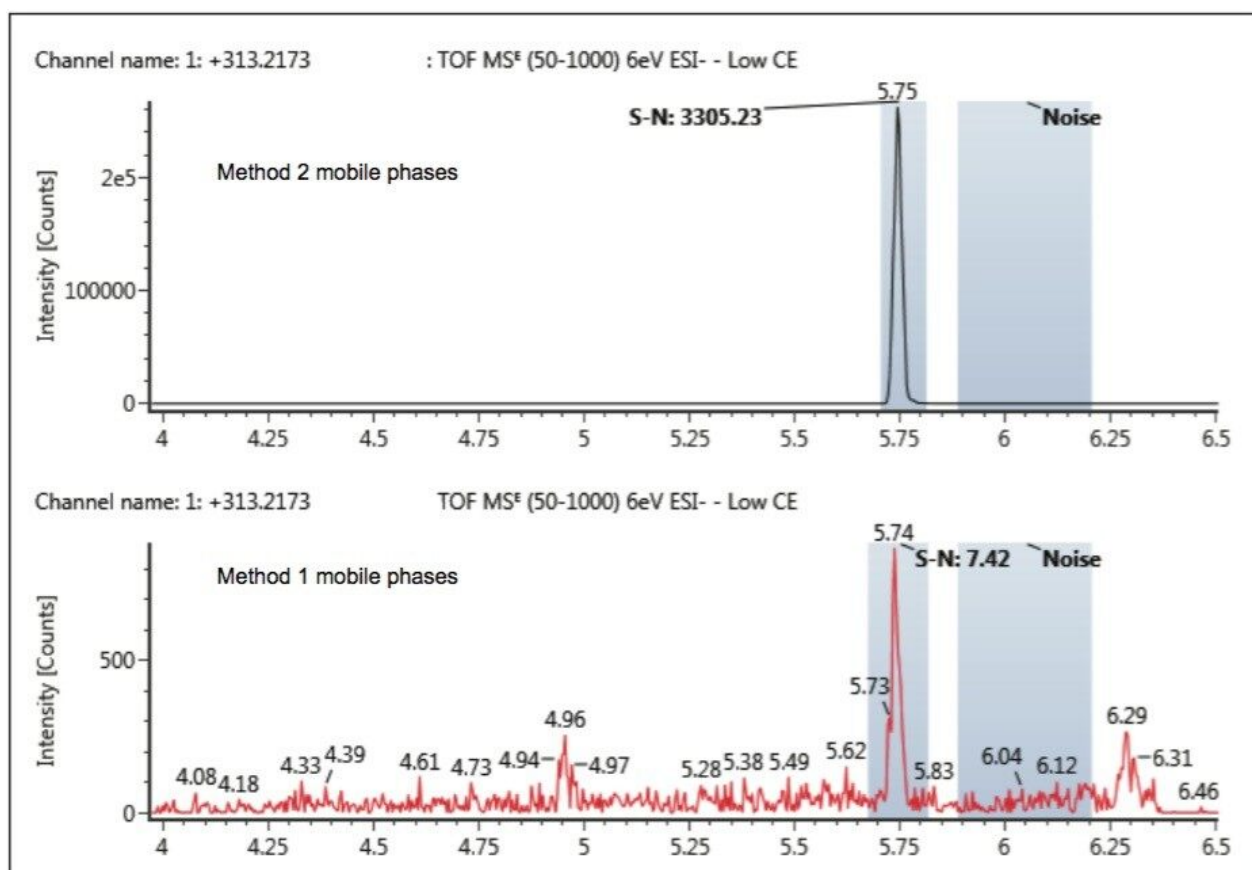 Channel name: 1: +313.2173 : TOF MSᴱ (50-1000) 6eV ESI- - Low CE
5.75
S-N: 3305.23 Noise
Method 2 mobile phases
2e5
Intensity [Counts]
100000
0
4 4.25 4.5 4.75 5 5.25 5.5 5.75 6 6.25 6.5
Channel name: 1: +313.2173 TOF MSᴱ (50-1000) 6eV ESI- - Low CE
5.74
S-N: 7.42 Noise
Method 1 mobile phases
Intensity [Counts]
500
5.73
4.96 6.29
4.08 4.18 4.33 4.39 4.61 4.73 4.94 4.97 5.28 5.38 5.49 5.62 5.83 6.04 6.12 6.31 6.46
0
4 4.25 4.5 4.75 5 5.25 5.5 5.75 6 6.25 6.5